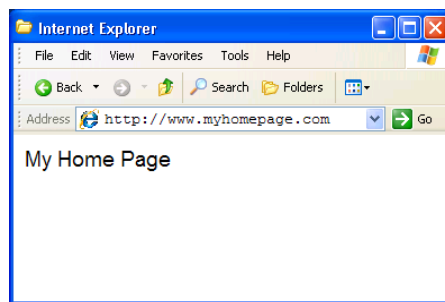 Internet Explorer
File Edit View Favorites Tools Help
Back Search Folders
Address http://www.myhomepage.com Go
My Home Page